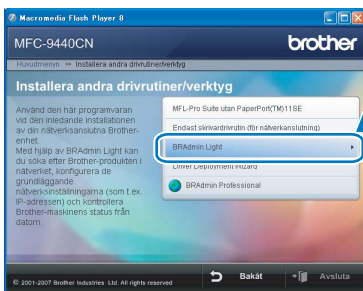 Macromedia Flash Player 8
MFC-9440CN
brother
Huvudmenyn >> Installera andra drivrutiner/verktyg
Installera andra drivrutiner/verktyg
Använd den här programvaran
vid den inledande installationen
av din nätverksanslutna Brother-
enhet.
Med hjälp av BRAdmin Light kan
du söka efter Brother-produkten i
nätverket, konfigurera de
grundläggande
nätverksinställningarna (som t.ex.
IP-adressen) och kontrollera
Brother-maskinens status från
datorn.
MFL-Pro Suite utan PaperPort(TM)11SE
Endast skrivardrivrutin (för nätverkanslutning)
BRAdmin Light
Driver Deployment Wizard
BRAdmin Professional
© 2001-2007 Brother Industries Ltd. All rights reserved
Bakåt
Avsluta